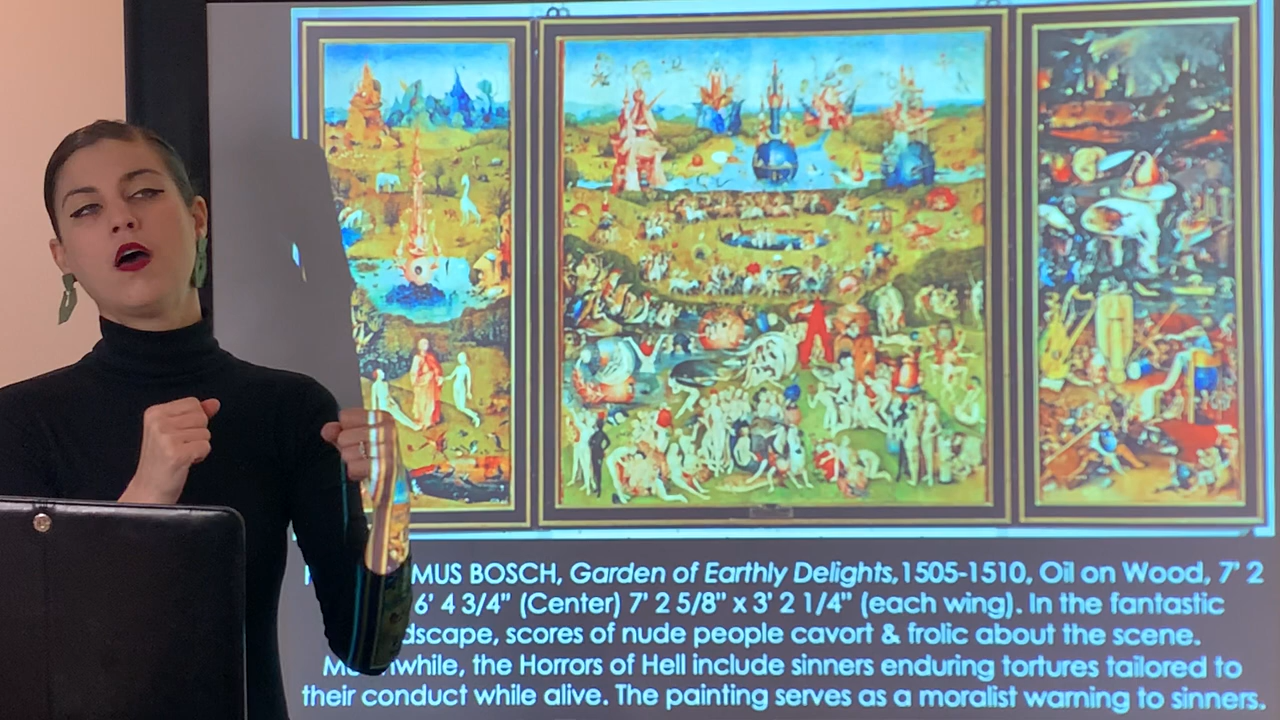 MUS BOSCH, Garden of Earthly Delights,1505-1510, Oil on Wood, 7' 2
6' 4 3/4" (Center) 7' 2 5/8" x 3' 2 1/4" (each wing). In the fantastic
dscape, scores of nude people cavort & frolic about the scene.
the Horrors of Hell include sinners enduring tortures tailored to
their conduct while alive. The painting serves as a moralist warning to sinners.